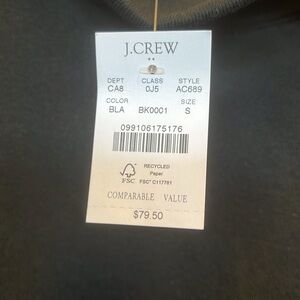 J.CREW
DEPT CLASS STYLE
CA8 0J5 AC689
COLOR SIZE
BLA BK0001 S
099106175176
RECYCLED
Paper
FSC FSC® C117761
COMPARABLE VALUE
$79.50